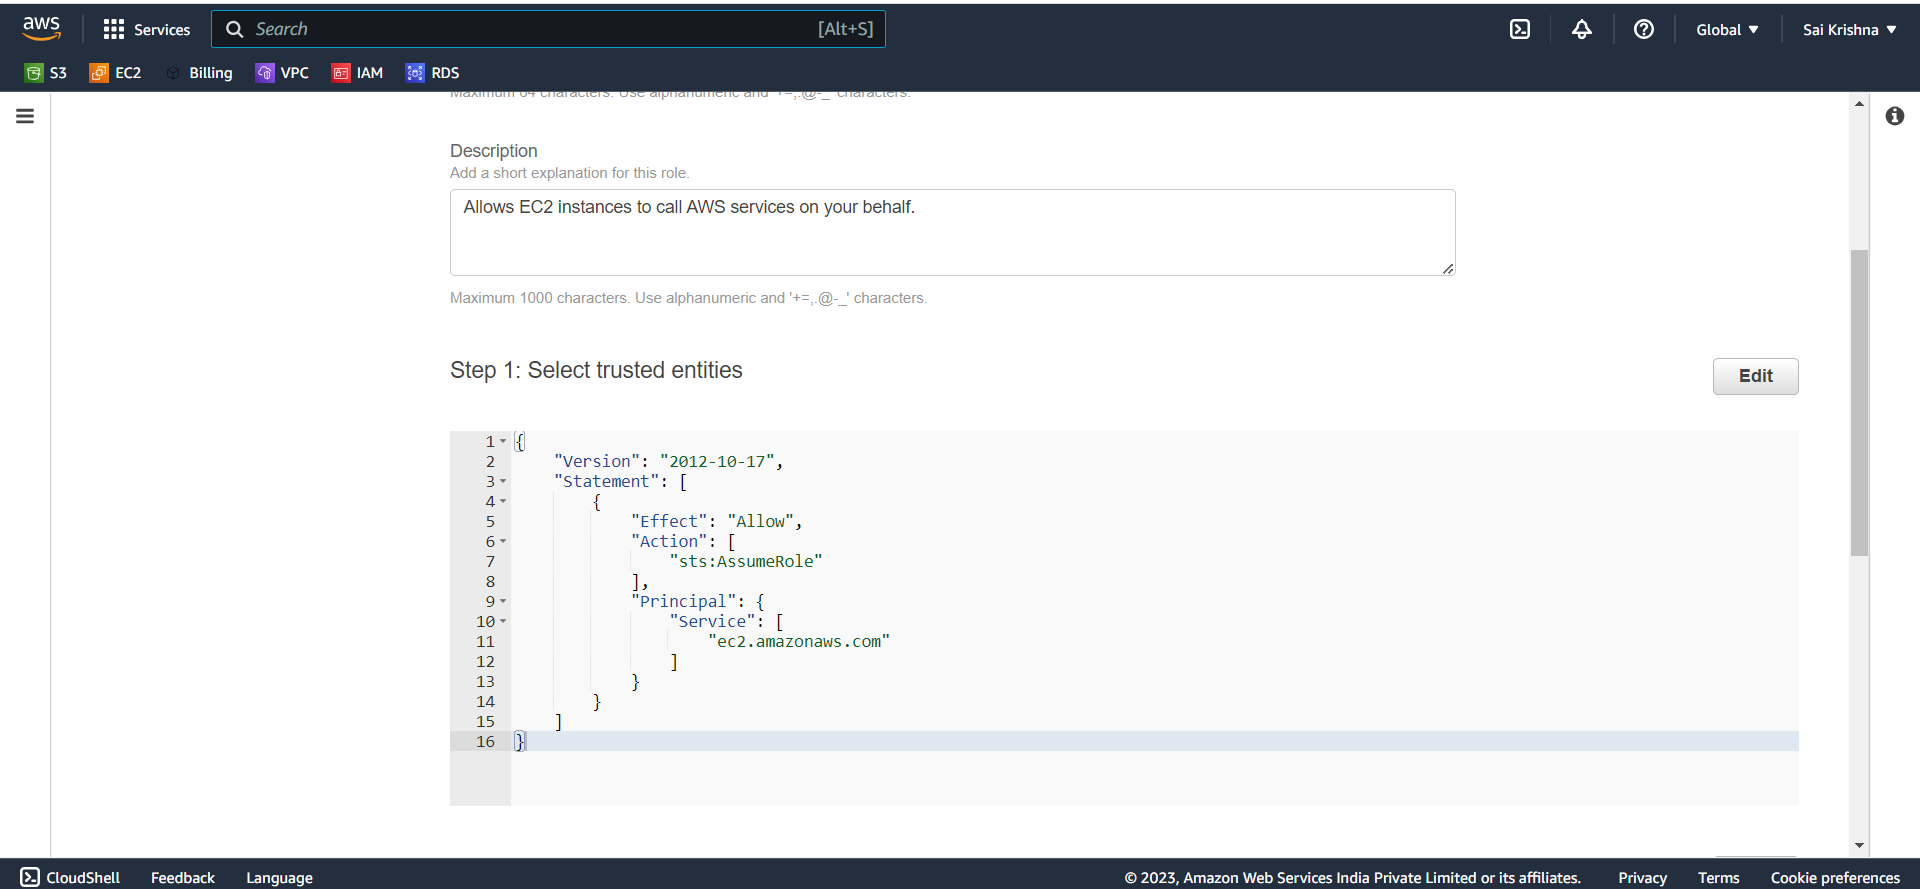 aws
Services
Search [Alt+S]
Global ▼
Sai Krishna ▼
S3 EC2 Billing VPC IAM RDS
Maximum 64 characters. Use alphanumeric and '+=,.@-_' characters.
Description
Add a short explanation for this role.
Allows EC2 instances to call AWS services on your behalf.
Maximum 1000 characters. Use alphanumeric and '+=,.@-_' characters.
Step 1: Select trusted entities
Edit
1 {
2 "Version": "2012-10-17",
3 "Statement": [
4 {
5 "Effect": "Allow",
6 "Action": [
7 "sts:AssumeRole"
8 ],
9 "Principal": {
10 "Service": [
11 "ec2.amazonaws.com"
12 ]
13 }
14 }
15 ]
16 }
CloudShell Feedback Language © 2023, Amazon Web Services India Private Limited or its affiliates. Privacy Terms Cookie preferences